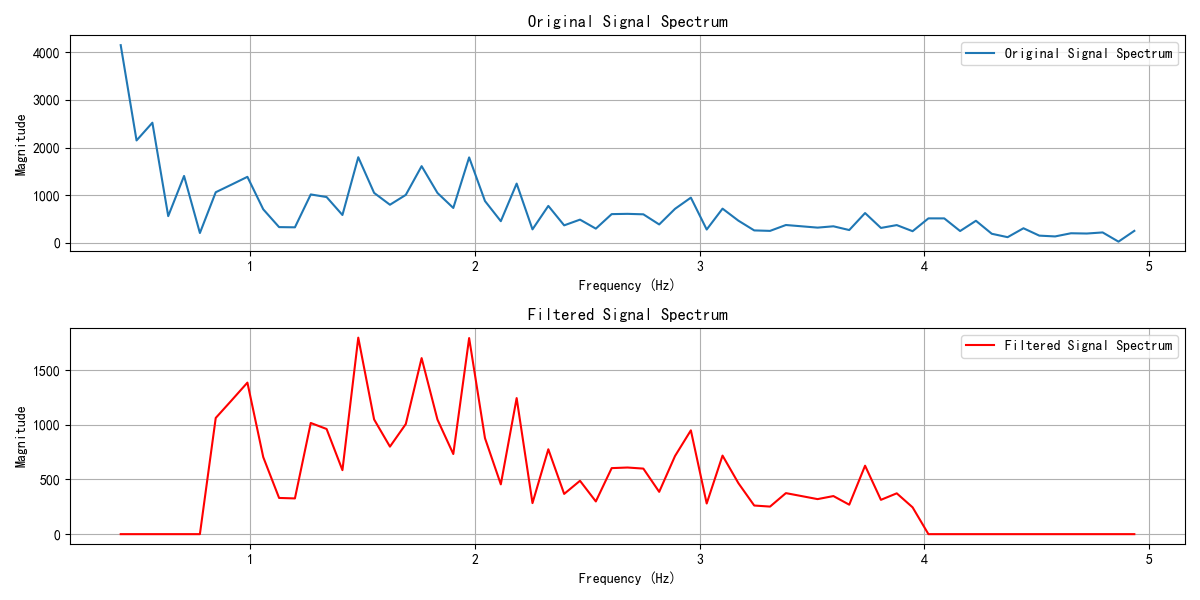 Original Signal Spectrum
Original Signal Spectrum
Magnitude
4000
3000
2000
1000
0
1 2 3 4 5
Frequency (Hz)
Filtered Signal Spectrum
Filtered Signal Spectrum
Magnitude
1500
1000
500
0
1 2 3 4 5
Frequency (Hz)